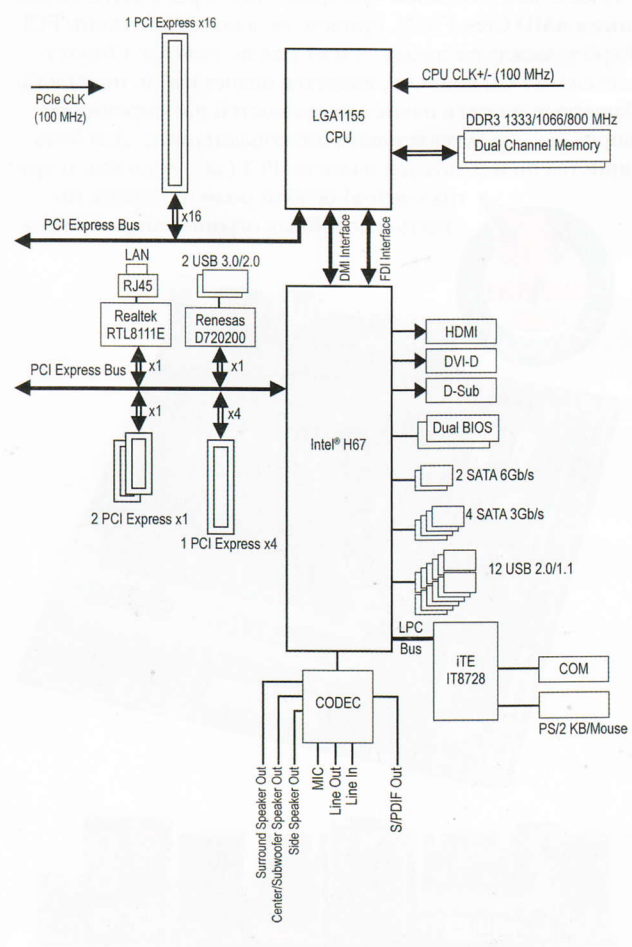 1 PCI Express x16
PCIe CLK
(100 MHz)
LGA1155
CPU
CPU CLK+/- (100 MHz)
DDR3 1333/1066/800 MHz
Dual Channel Memory
x16
PCI Express Bus
DMI Interface
FDI Interface
LAN
RJ45
Realtek
RTL8111E
2 USB 3.0/2.0
Renesas
D720200
x1
x1
PCI Express Bus
x1
x4
2 PCI Express x1
1 PCI Express x4
Intel® H67
HDMI
DVI-D
D-Sub
Dual BIOS
2 SATA 6Gb/s
4 SATA 3Gb/s
12 USB 2.0/1.1
LPC
Bus
iTE
IT8728
COM
PS/2 KB/Mouse
CODEC
Surround Speaker Out
Center/Subwoofer Speaker Out
Side Speaker Out
MIC
Line Out
Line In
S/PDIF Out